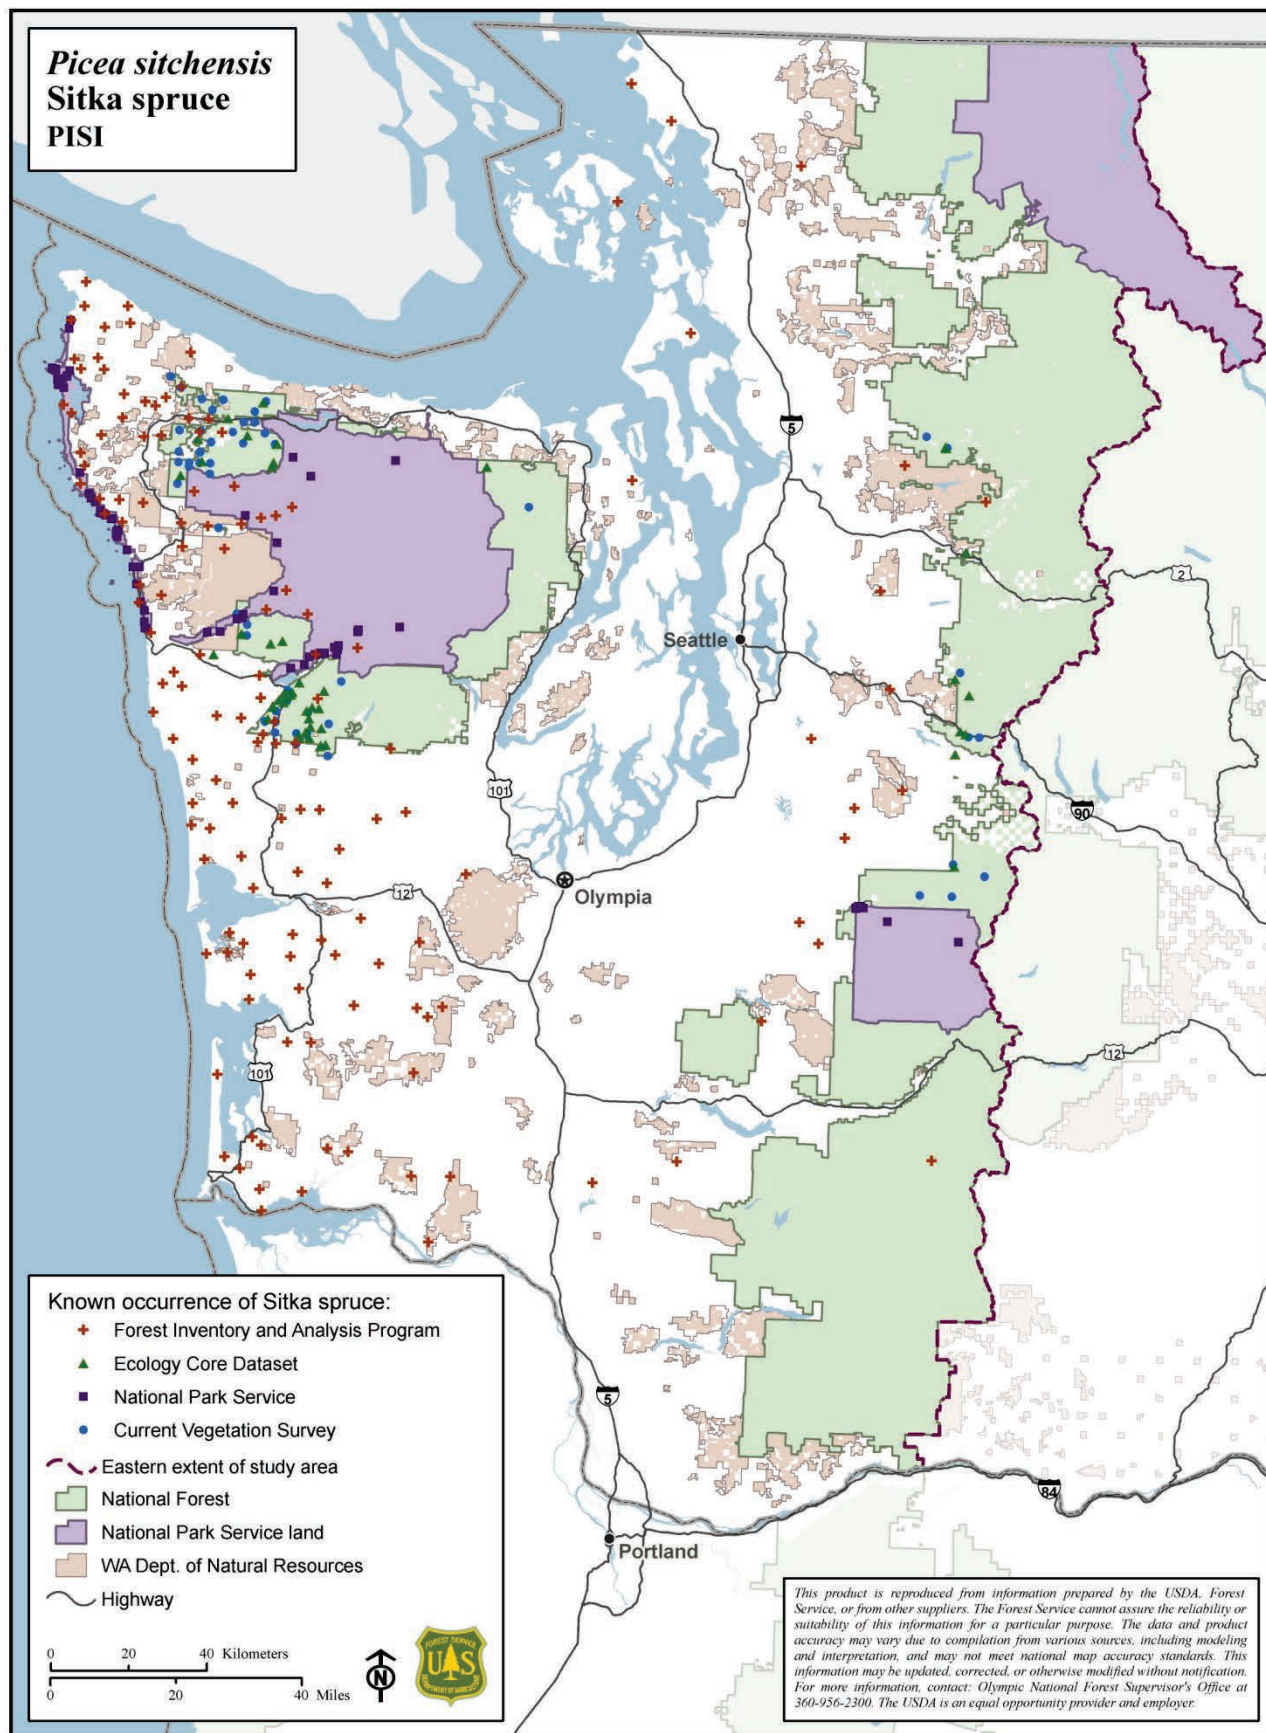 Picea sitchensis
Sitka spruce
PISI
5
2
Seattle
101
90
Olympia
12
12
101
Known occurrence of Sitka spruce:
Forest Inventory and Analysis Program
Ecology Core Dataset
National Park Service
Current Vegetation Survey
Eastern extent of study area
National Forest
National Park Service land
WA Dept. of Natural Resources
Highway
0 20 40 Kilometers
0 20 40 Miles
N
FOREST SERVICE
U S
DEPARTMENT OF AGRICULTURE
5
84
Portland
This product is reproduced from information prepared by the USDA, Forest
Service, or from other suppliers. The Forest Service cannot assure the reliability or
suitability of this information for a particular purpose. The data and product
accuracy may vary due to compilation from various sources, including modeling
and interpretation, and may not meet national map accuracy standards. This
information may be updated, corrected, or otherwise modified without notification.
For more information, contact: Olympic National Forest Supervisor's Office at
360-956-2300. The USDA is an equal opportunity provider and employer.